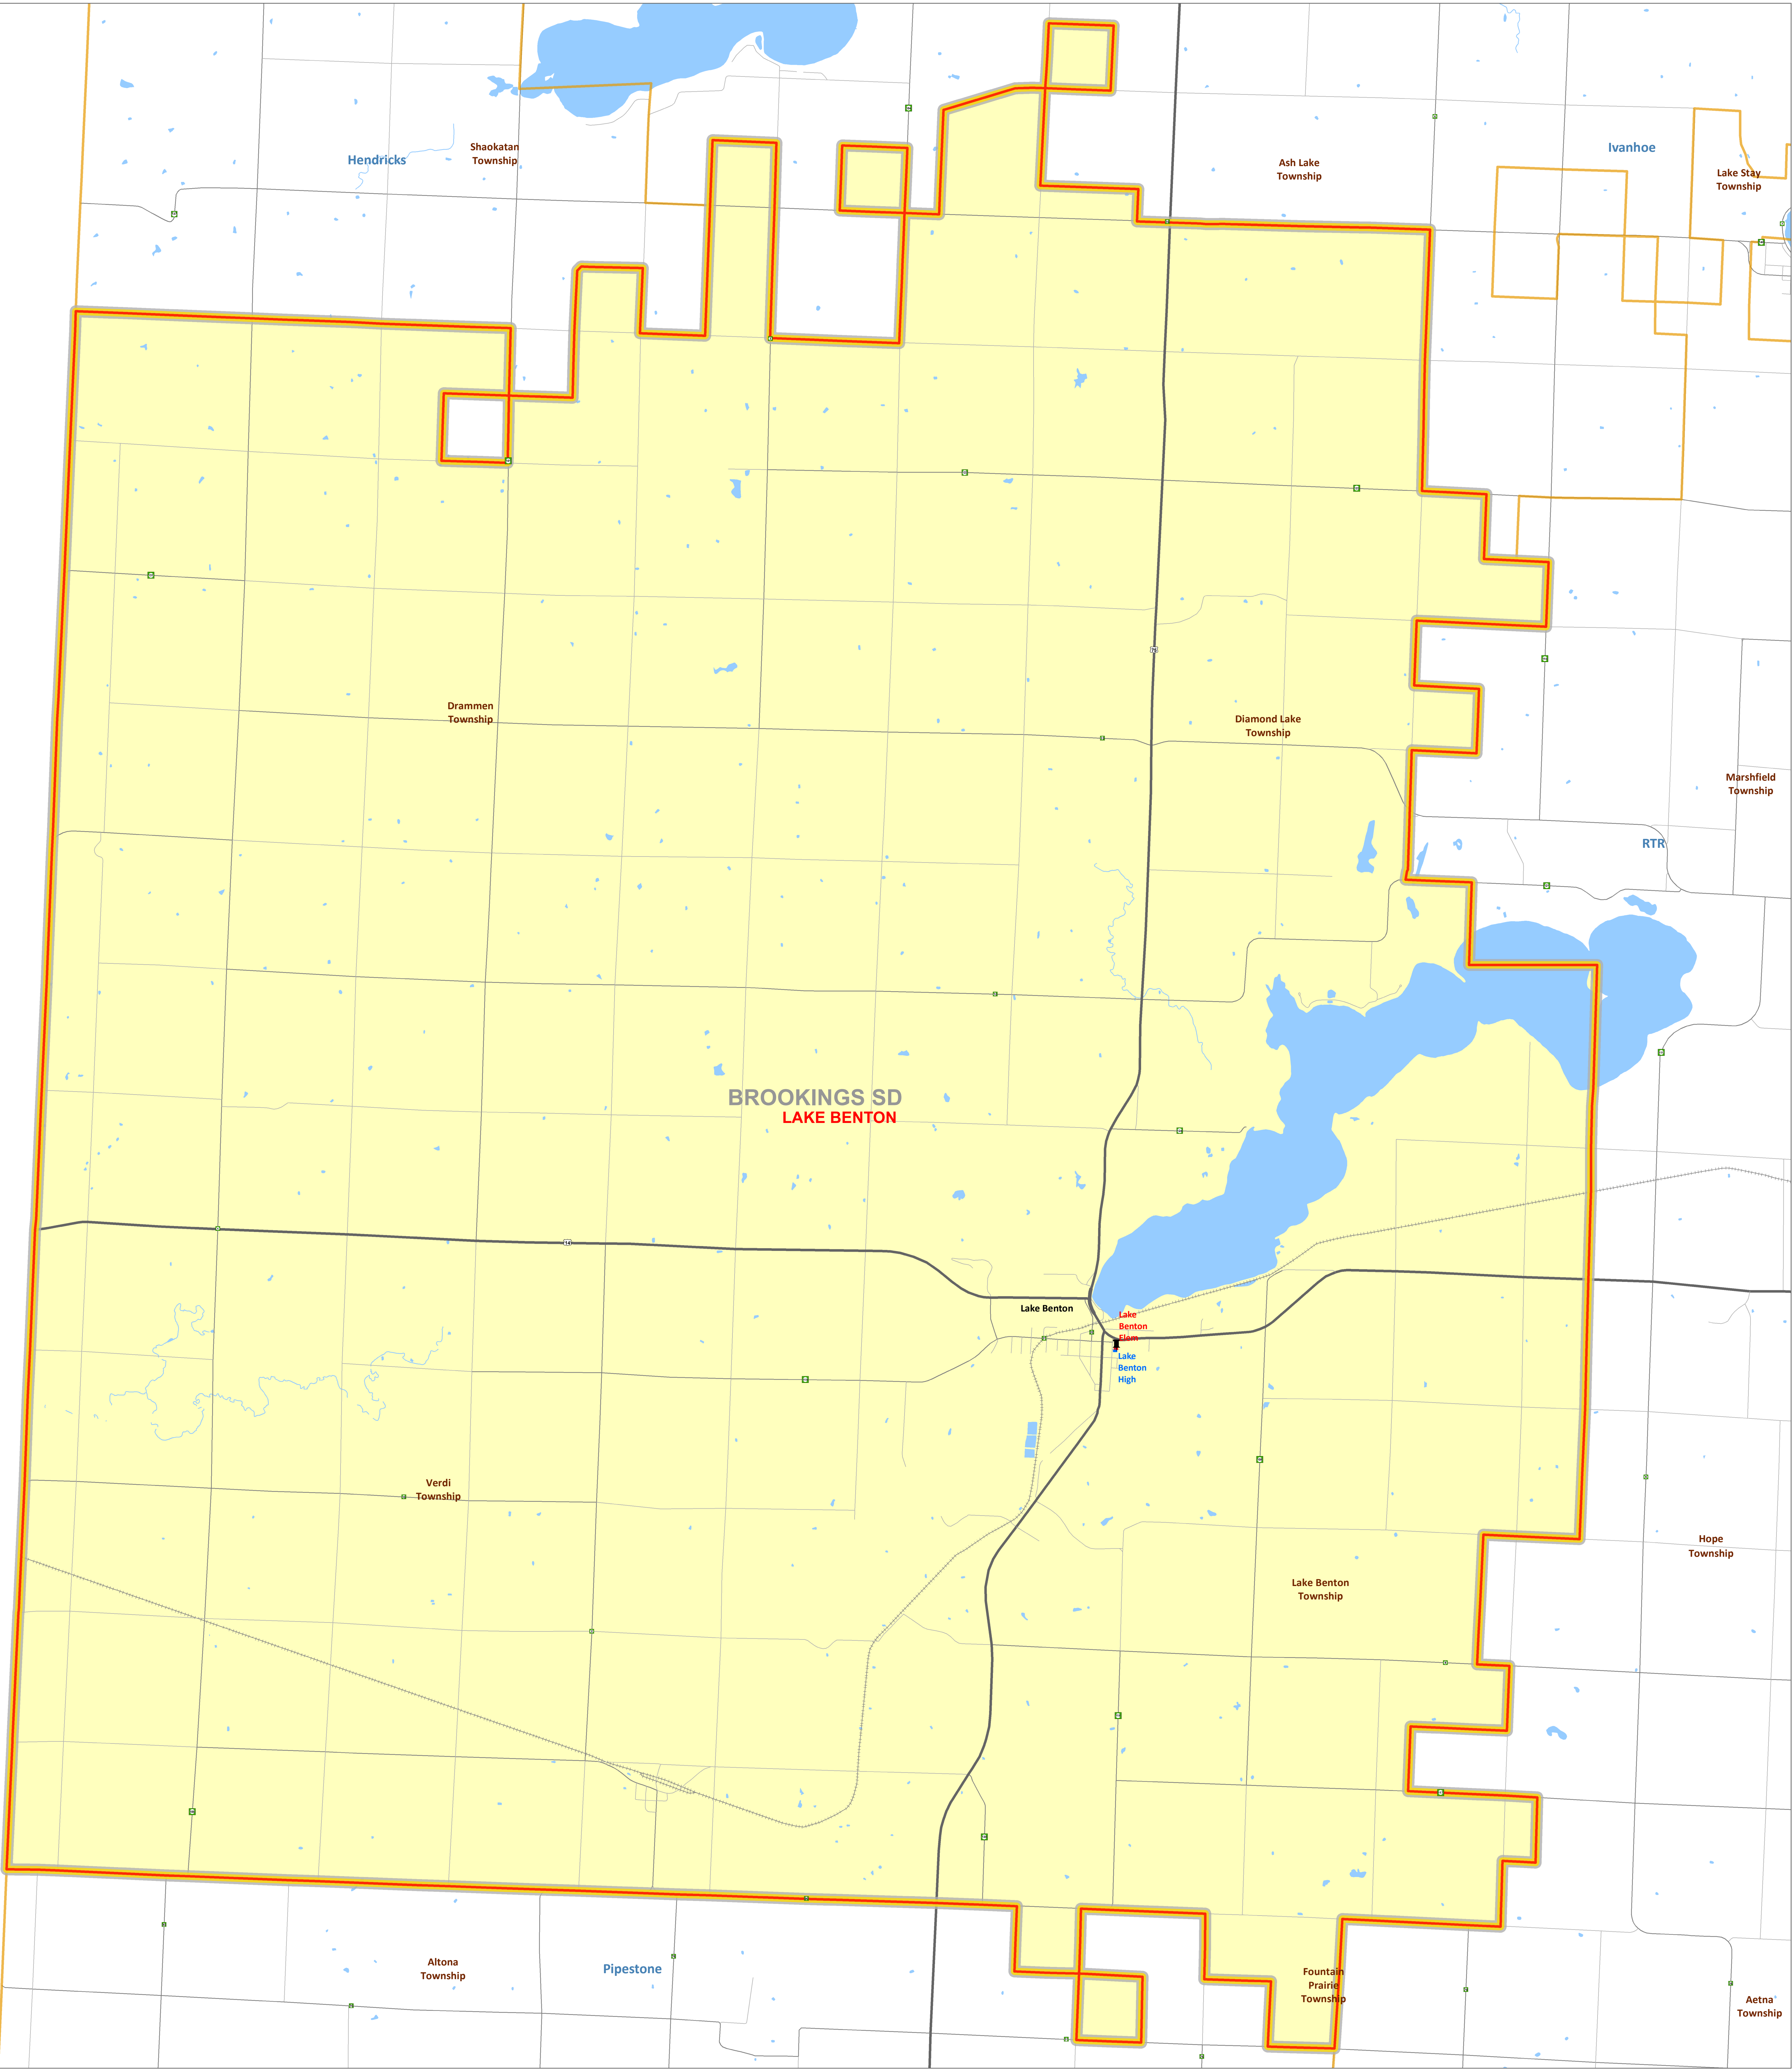 Hendricks
Shaokatan
Township
Ash Lake
Township
Ivanhoe
Lake Stay
Township
75
Drammen
Township
Diamond Lake
Township
Marshfield
Township
RTR
BROOKINGS SD
LAKE BENTON
14
Lake Benton
Lake
Benton
Elem
Lake
Benton
High
Verdi
Township
Hope
Township
Lake Benton
Township
Altona
Township
Pipestone
Fountain
Prairie
Township
Aetna
Township